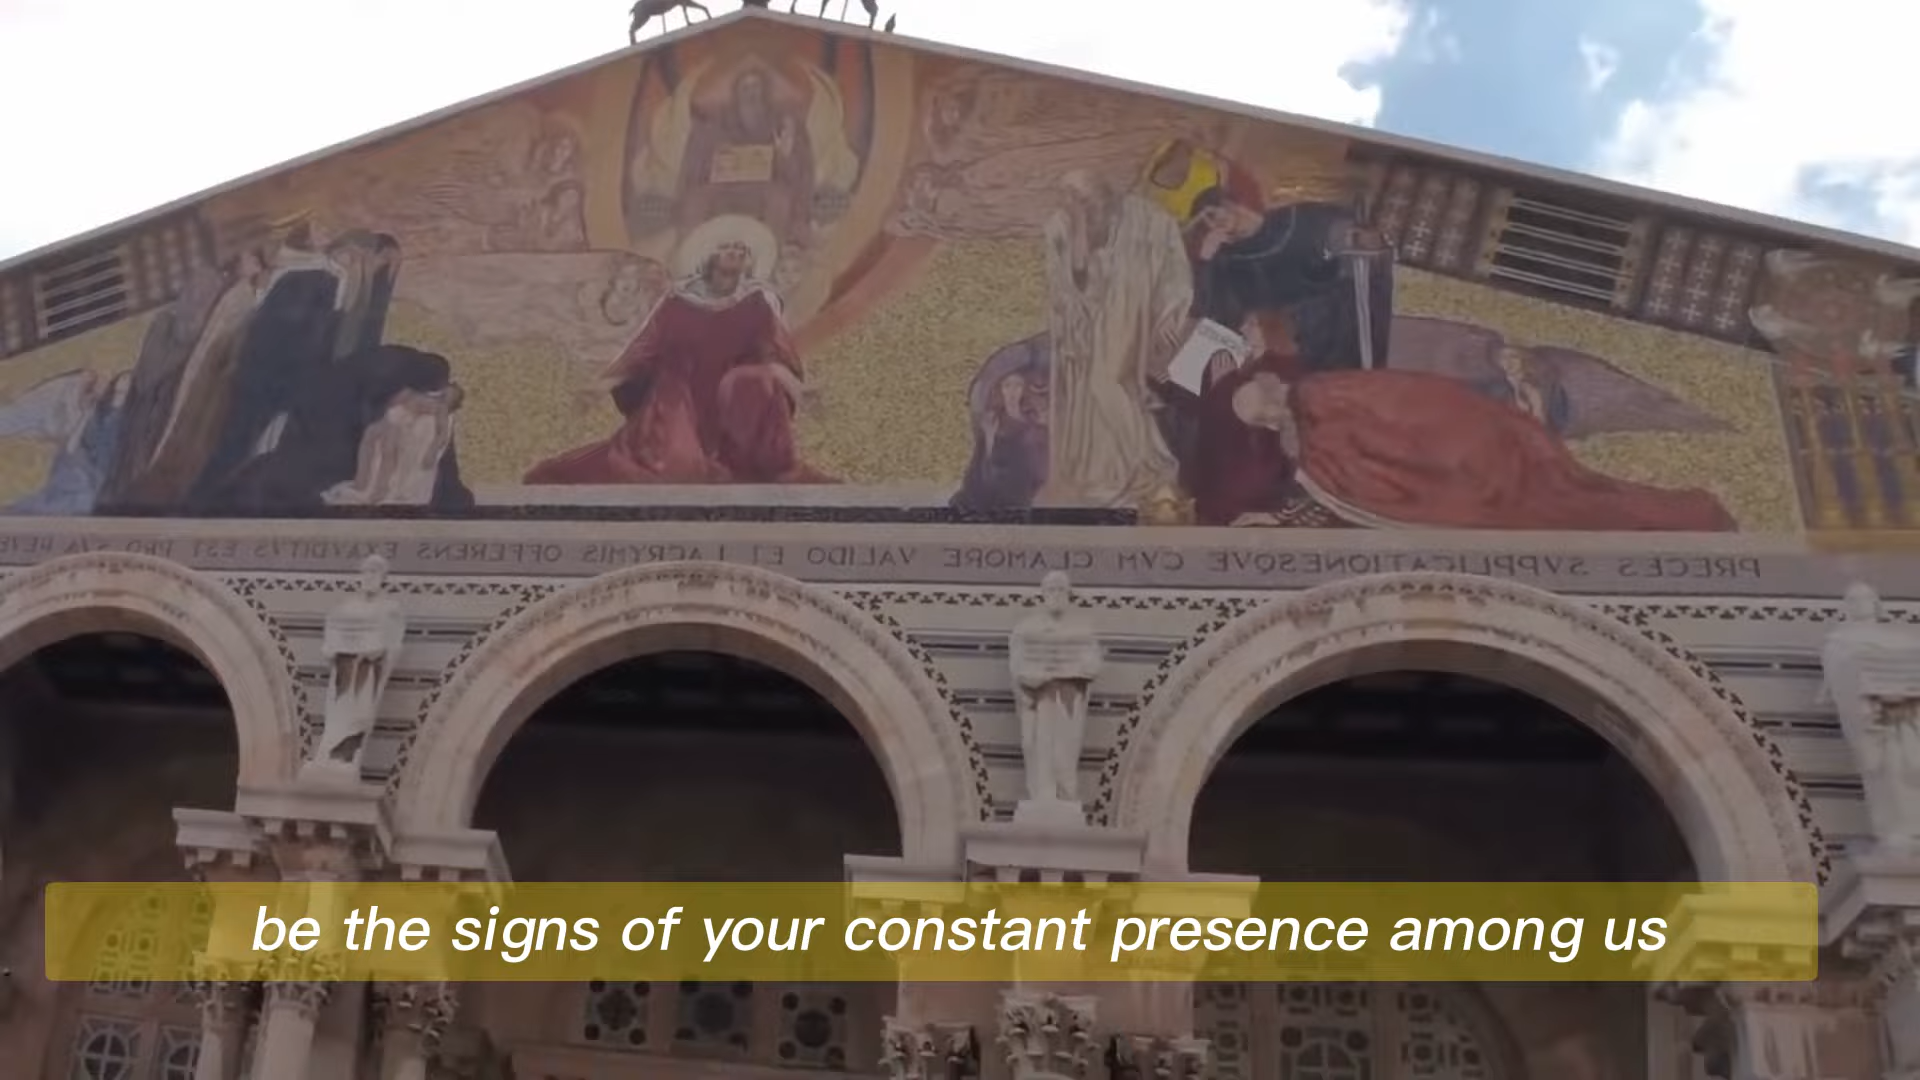 PRECES SVPPLICATIONESQVE CVM CLAMORE VALIDO ET LACRYMIS OFFERENS EXAVDITVS EST PRO SVA
be the signs of your constant presence among us